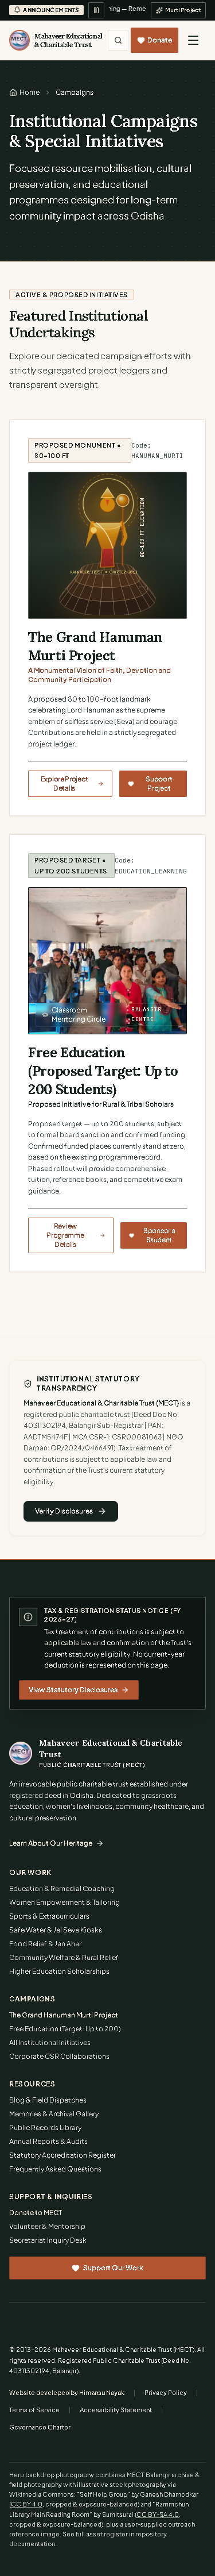 ANNOUNCEMENTS
ning — Reme
Murti Project
Mahaveer Educational
& Charitable Trust
Donate
Home > Campaigns
Institutional Campaigns
& Special Initiatives
Focused resource mobilisation, cultural
preservation, and educational
programmes designed for long-term
community impact across Odisha.
ACTIVE & PROPOSED INITIATIVES
Featured Institutional
Undertakings
Explore our dedicated campaign efforts with
strictly segregated project ledgers and
transparent oversight.
PROPOSED MONUMENT •
80–100 FT
Code:
HANUMAN_MURTI
80–100 FT ELEVATION
The Grand Hanuman
Murti Project
A Monumental Vision of Faith, Devotion and
Community Participation
A proposed 80 to 100-foot landmark
celebrating Lord Hanuman as the supreme
emblem of selfless service (Seva) and courage.
Contributions are held in a strictly segregated
project ledger.
Explore Project
Details
Support
Project
PROPOSED TARGET •
UP TO 200 STUDENTS
Code:
EDUCATION_LEARNING
Classroom
Mentoring Circle
BALANGIR
CENTRE
Free Education
(Proposed Target: Up to
200 Students)
Proposed Initiative for Rural & Tribal Scholars
Proposed target — up to 200 students, subject
to formal board sanction and confirmed funding.
Confirmed funded places currently stand at zero,
based on the existing programme record.
Phased rollout will provide comprehensive
tuition, reference books, and competitive exam
guidance.
Review
Programme
Details
Sponsor a
Student
INSTITUTIONAL STATUTORY
TRANSPARENCY
Mahaveer Educational & Charitable Trust (MECT) is a
registered public charitable trust (Deed Doc No.
40311302194, Balangir Sub-Registrar | PAN:
AADTM5474F | MCA CSR-1: CSR00081063 | NGO
Darpan: OR/2024/0466491). Tax treatment of
contributions is subject to applicable law and
confirmation of the Trust's current statutory
eligibility.
Verify Disclosures
TAX & REGISTRATION STATUS NOTICE (FY
2026–27)
Tax treatment of contributions is subject to
applicable law and confirmation of the Trust's
current statutory eligibility. No current-year
deduction is represented on this page.
View Statutory Disclosures
MECT
Mahaveer Educational & Charitable
Trust
PUBLIC CHARITABLE TRUST (MECT)
An irrevocable public charitable trust established under
registered deed in Odisha. Dedicated to grassroots
education, women's livelihoods, community healthcare, and
cultural preservation.
Learn About Our Heritage
OUR WORK
Education & Remedial Coaching
Women Empowerment & Tailoring
Sports & Extracurriculars
Safe Water & Jal Seva Kiosks
Food Relief & Jan Ahar
Community Welfare & Rural Relief
Higher Education Scholarships
CAMPAIGNS
The Grand Hanuman Murti Project
Free Education (Target: Up to 200)
All Institutional Initiatives
Corporate CSR Collaborations
RESOURCES
Blog & Field Dispatches
Memories & Archival Gallery
Public Records Library
Annual Reports & Audits
Statutory Accreditation Register
Frequently Asked Questions
SUPPORT & INQUIRIES
Donate to MECT
Volunteer & Mentorship
Secretariat Inquiry Desk
Support Our Work
© 2013–2026 Mahaveer Educational & Charitable Trust (MECT). All
rights reserved. Registered Public Charitable Trust (Deed No.
40311302194, Balangir).
Website developed by Himansu Nayak | Privacy Policy |
Terms of Service | Accessibility Statement |
Governance Charter
Hero backdrop photography combines MECT Balangir archive &
field photography with illustrative stock photography via
Wikimedia Commons: "Self Help Group" by Ganesh Dhamodkar
(CC BY 4.0, cropped & exposure-balanced) and "Rammohun
Library Main Reading Room" by Sumitsurai (CC BY-SA 4.0,
cropped & exposure-balanced), plus a user-supplied outreach
reference image. See full asset register in repository
documentation.